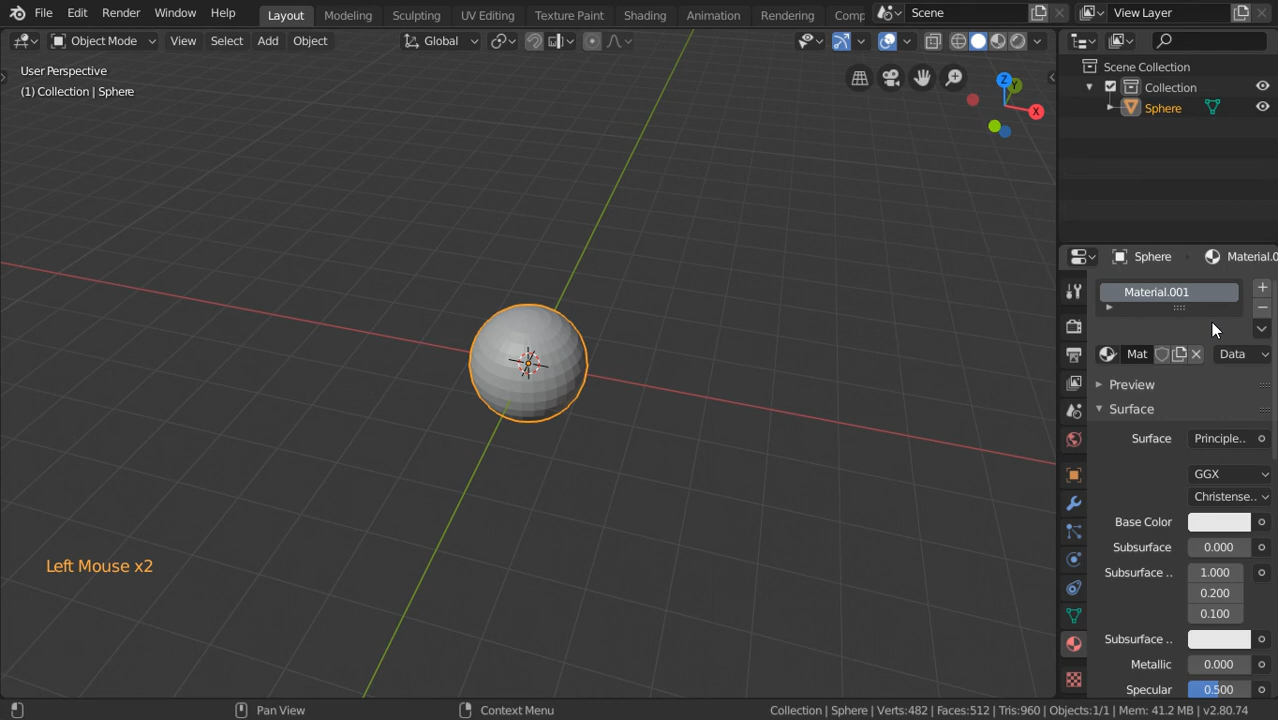 File Edit Render Window Help Layout Modeling Sculpting UV Editing Texture Paint Shading Animation Rendering Comp Scene View Layer
Object Mode View Select Add Object Global
User Perspective
(1) Collection | Sphere
Z Y X
Scene Collection
Collection
Sphere
Sphere Material.0
Material.001
Mat Data
Preview
Surface
Surface Principle..
GGX
Christense..
Base Color
Subsurface 0.000
Subsurface .. 1.000
0.200
0.100
Subsurface ..
Metallic 0.000
Specular 0.500
Left Mouse x2
Pan View Context Menu Collection | Sphere | Verts:482 | Faces:512 | Tris:960 | Objects:1/1 | Mem: 41.2 MB | v2.80.74